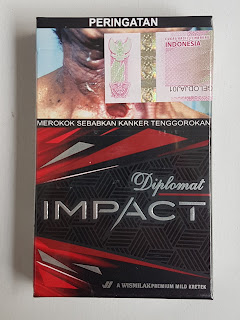 PERINGATAN
INDONESIA
MEROKOK SEBABKAN KANKER TENGGOROKAN
Diplomat
IMPACT
A WISMILAK PREMIUM MILD KRETEK